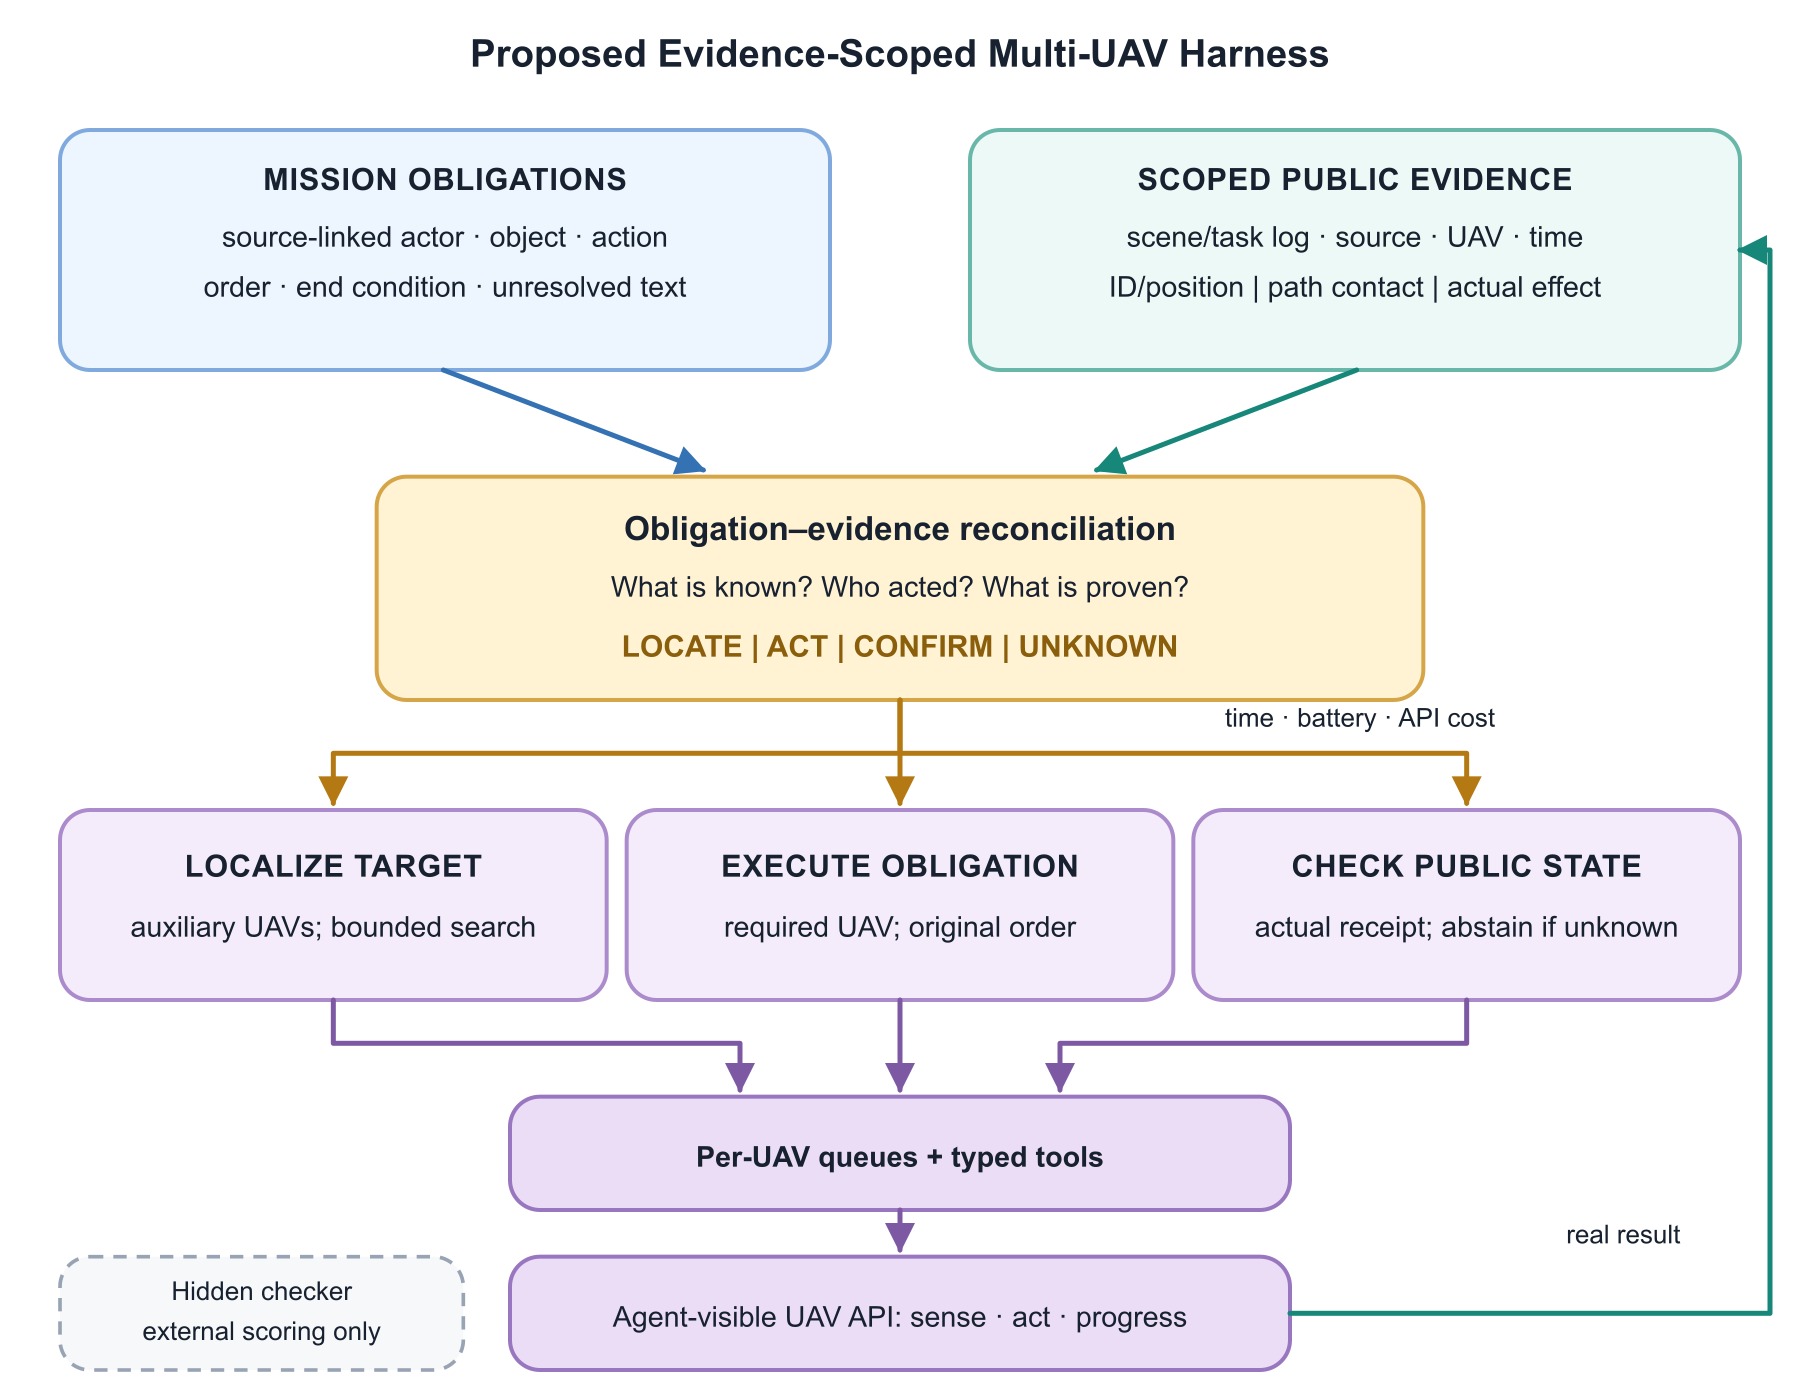 Proposed Evidence-Scoped Multi-UAV Harness
MISSION OBLIGATIONS
source-linked actor · object · action
order · end condition · unresolved text
SCOPED PUBLIC EVIDENCE
scene/task log · source · UAV · time
ID/position | path contact | actual effect
Obligation–evidence reconciliation
What is known? Who acted? What is proven?
LOCATE | ACT | CONFIRM | UNKNOWN
time · battery · API cost
LOCALIZE TARGET
auxiliary UAVs; bounded search
EXECUTE OBLIGATION
required UAV; original order
CHECK PUBLIC STATE
actual receipt; abstain if unknown
Per-UAV queues + typed tools
real result
Hidden checker
external scoring only
Agent-visible UAV API: sense · act · progress